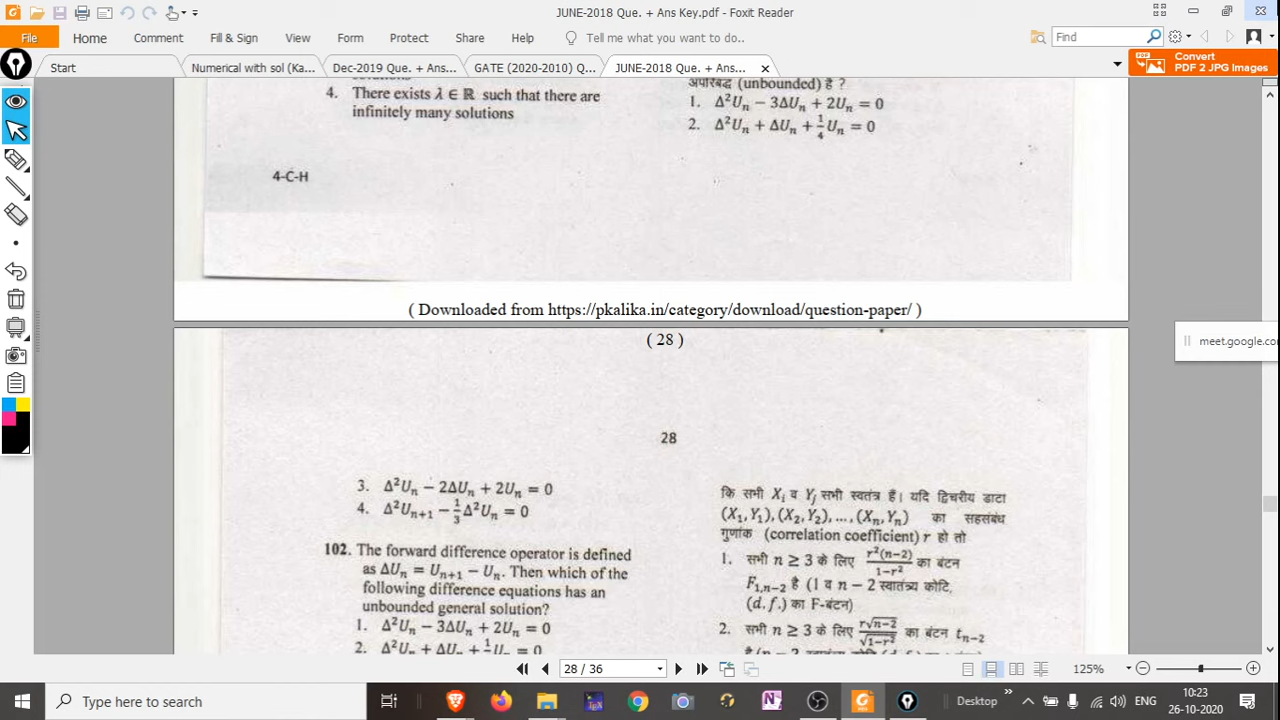 JUNE-2018 Que. + Ans Key.pdf - Foxit Reader
File
Home
Comment
Fill & Sign
View
Form
Protect
Share
Help
Tell me what you want to do..
Find
Start
Numerical with sol (Ka...
Dec-2019 Que. + Ans...
GATE (2020-2010) Q...
JUNE-2018 Que. + Ans...
Convert
PDF 2 JPG Images
solutions
4. There exists λ ∈ ℝ such that there are
infinitely many solutions
4-C-H
अपरिबद्ध (unbounded) है ?
1. Δ²Uₙ − 3ΔUₙ + 2Uₙ = 0
2. Δ²Uₙ + ΔUₙ + ¼Uₙ = 0
( Downloaded from https://pkalika.in/category/download/question-paper/ )
( 28 )
meet.google.co
28
3. Δ²Uₙ − 2ΔUₙ + 2Uₙ = 0
4. Δ²Uₙ₊₁ − ⅓Δ²Uₙ = 0
102. The forward difference operator is defined
as ΔUₙ = Uₙ₊₁ − Uₙ. Then which of the
following difference equations has an
unbounded general solution?
1. Δ²Uₙ − 3ΔUₙ + 2Uₙ = 0
2. Δ²Uₙ + ΔUₙ + ¼Uₙ = 0
कि सभी Xᵢ व Yⱼ सभी स्वतंत्र हैं। यदि द्विचरीय डाटा
(X₁, Y₁), (X₂, Y₂), …, (Xₙ, Yₙ) का सहसंबंध
गुणांक (correlation coefficient) r हो तो
1. सभी n ≥ 3 के लिए r²(n−2)/(1−r²) का बंटन
F₁,ₙ₋₂ है (1 व n − 2 स्वातंत्र्य कोटि,
(d. f.) का F-बंटन)
2. सभी n ≥ 3 के लिए r√(n−2)/√(1−r²) का बंटन tₙ₋₂
28 / 36
125%
Type here to search
Desktop
ENG
10:23
26-10-2020